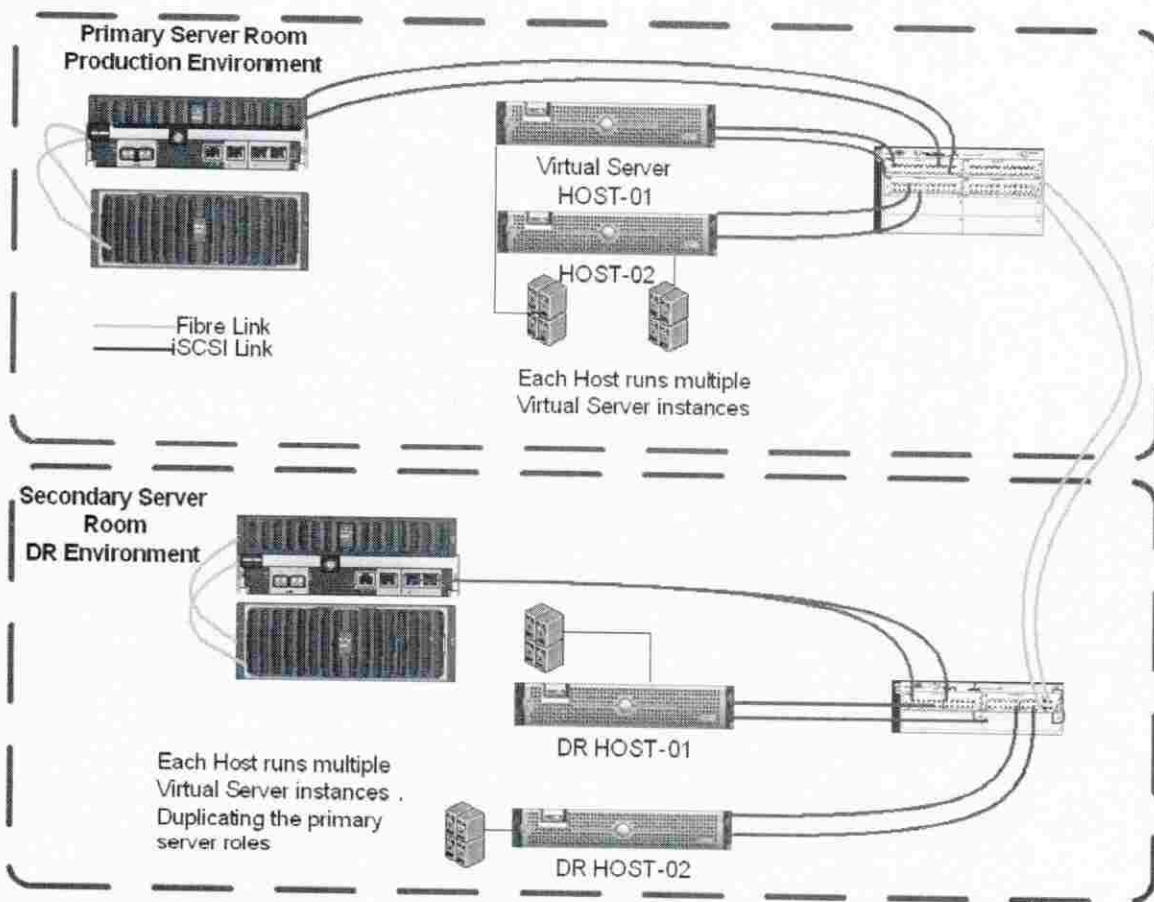 Primary Server Room
Production Environment
Virtual Server
HOST-01
HOST-02
Fibre Link
iSCSI Link
Each Host runs multiple
Virtual Server instances
Secondary Server
Room
DR Environment
DR HOST-01
Each Host runs multiple
Virtual Server instances .
Duplicating the primary
server roles
DR HOST-02